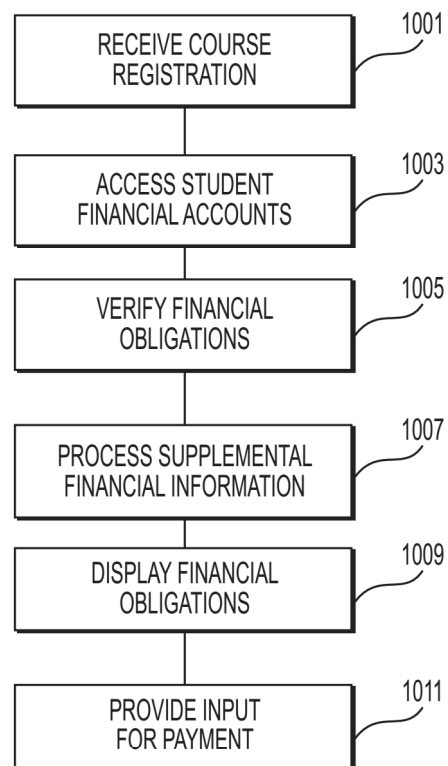 RECEIVE COURSE
REGISTRATION
1001
ACCESS STUDENT
FINANCIAL ACCOUNTS
1003
VERIFY FINANCIAL
OBLIGATIONS
1005
PROCESS SUPPLEMENTAL
FINANCIAL INFORMATION
1007
DISPLAY FINANCIAL
OBLIGATIONS
1009
PROVIDE INPUT
FOR PAYMENT
1011